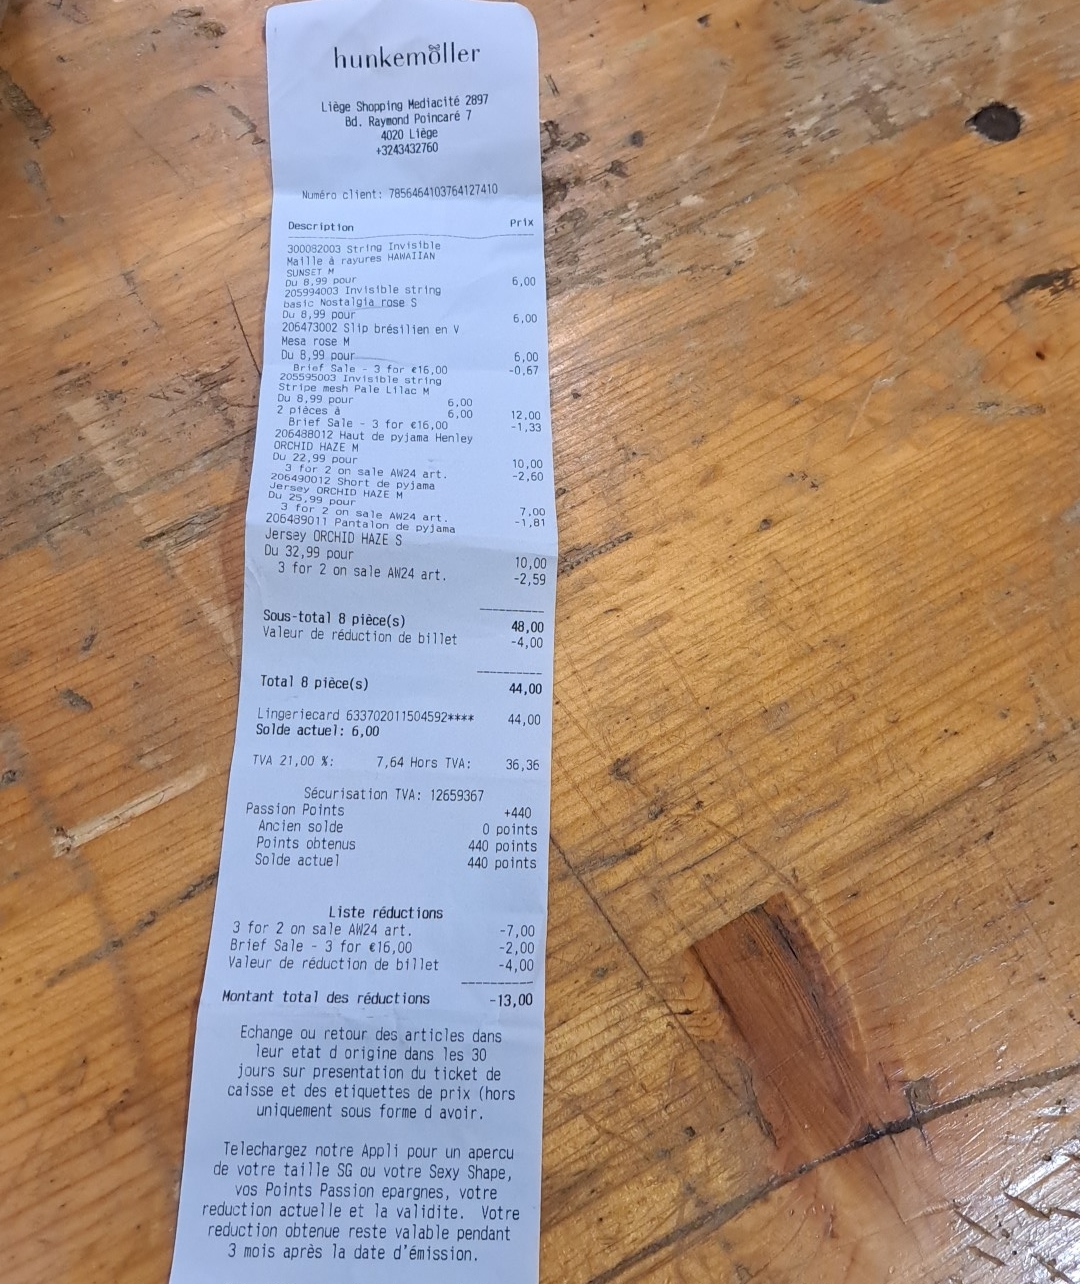 hunkemöller
Liège Shopping Mediacité 2897
Bd. Raymond Poincaré 7
4020 Liège
+3243432760
Numéro client: 7856464103764127410
Description Prix
300082003 String Invisible
Maille à rayures HAWAIIAN
SUNSET M
Du 8,99 pour 6,00
205994003 Invisible string
basic Nostalgia rose S
Du 8,99 pour 6,00
206473002 Slip brésilien en V
Mesa rose M
Du 8,99 pour 6,00
Brief Sale - 3 for €16,00 -0,67
205595003 Invisible string
Stripe mesh Pale Lilac M
Du 8,99 pour 6,00
2 pièces à 6,00 12,00
Brief Sale - 3 for €16,00 -1,33
206488012 Haut de pyjama Henley
ORCHID HAZE M
Du 22,99 pour 10,00
3 for 2 on sale AW24 art. -2,60
206490012 Short de pyjama
Jersey ORCHID HAZE M
Du 25,99 pour 7,00
3 for 2 on sale AW24 art. -1,81
206489011 Pantalon de pyjama
Jersey ORCHID HAZE S
Du 32,99 pour 10,00
3 for 2 on sale AW24 art. -2,59
Sous-total 8 pièce(s) 48,00
Valeur de réduction de billet -4,00
Total 8 pièce(s) 44,00
Lingeriecard 633702011504592**** 44,00
Solde actuel: 6,00
TVA 21,00 %: 7,64 Hors TVA: 36,36
Sécurisation TVA: 12659367
Passion Points +440
Ancien solde 0 points
Points obtenus 440 points
Solde actuel 440 points
Liste réductions
3 for 2 on sale AW24 art. -7,00
Brief Sale - 3 for €16,00 -2,00
Valeur de réduction de billet -4,00
Montant total des réductions -13,00
Echange ou retour des articles dans
leur etat d origine dans les 30
jours sur presentation du ticket de
caisse et des etiquettes de prix (hors
uniquement sous forme d avoir.
Telechargez notre Appli pour un apercu
de votre taille SG ou votre Sexy Shape,
vos Points Passion epargnes, votre
reduction actuelle et la validite. Votre
reduction obtenue reste valable pendant
3 mois après la date d'émission.